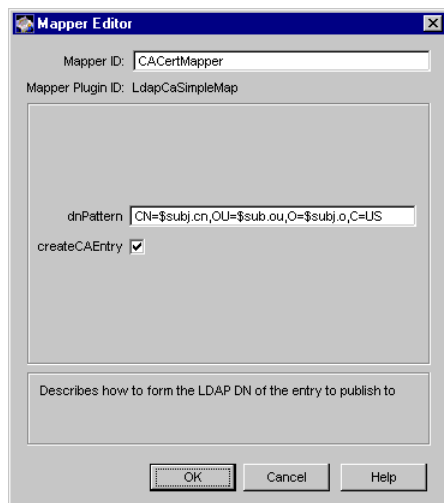 Mapper Editor
Mapper ID: CACertMapper
Mapper Plugin ID: LdapCaSimpleMap
dnPattern CN=$subj.cn,OU=$sub.ou,O=$subj.o,C=US
createCAEntry
Describes how to form the LDAP DN of the entry to publish to
OK Cancel Help